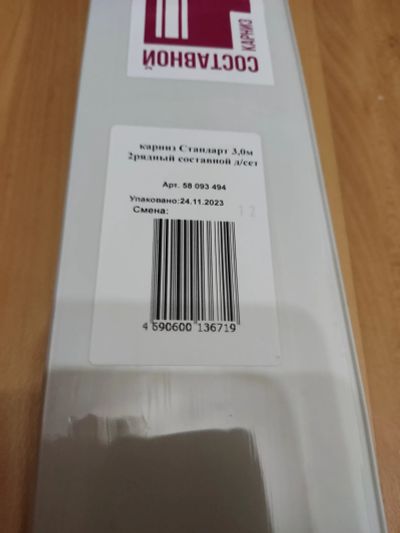 СОСТАВНОЙ
КАРНИЗ
карниз Стандарт 3,0м
2рядный составной д/сет
Арт. 58 093 494
Упаковано:24.11.2023
Смена: 12
4 690600 136719